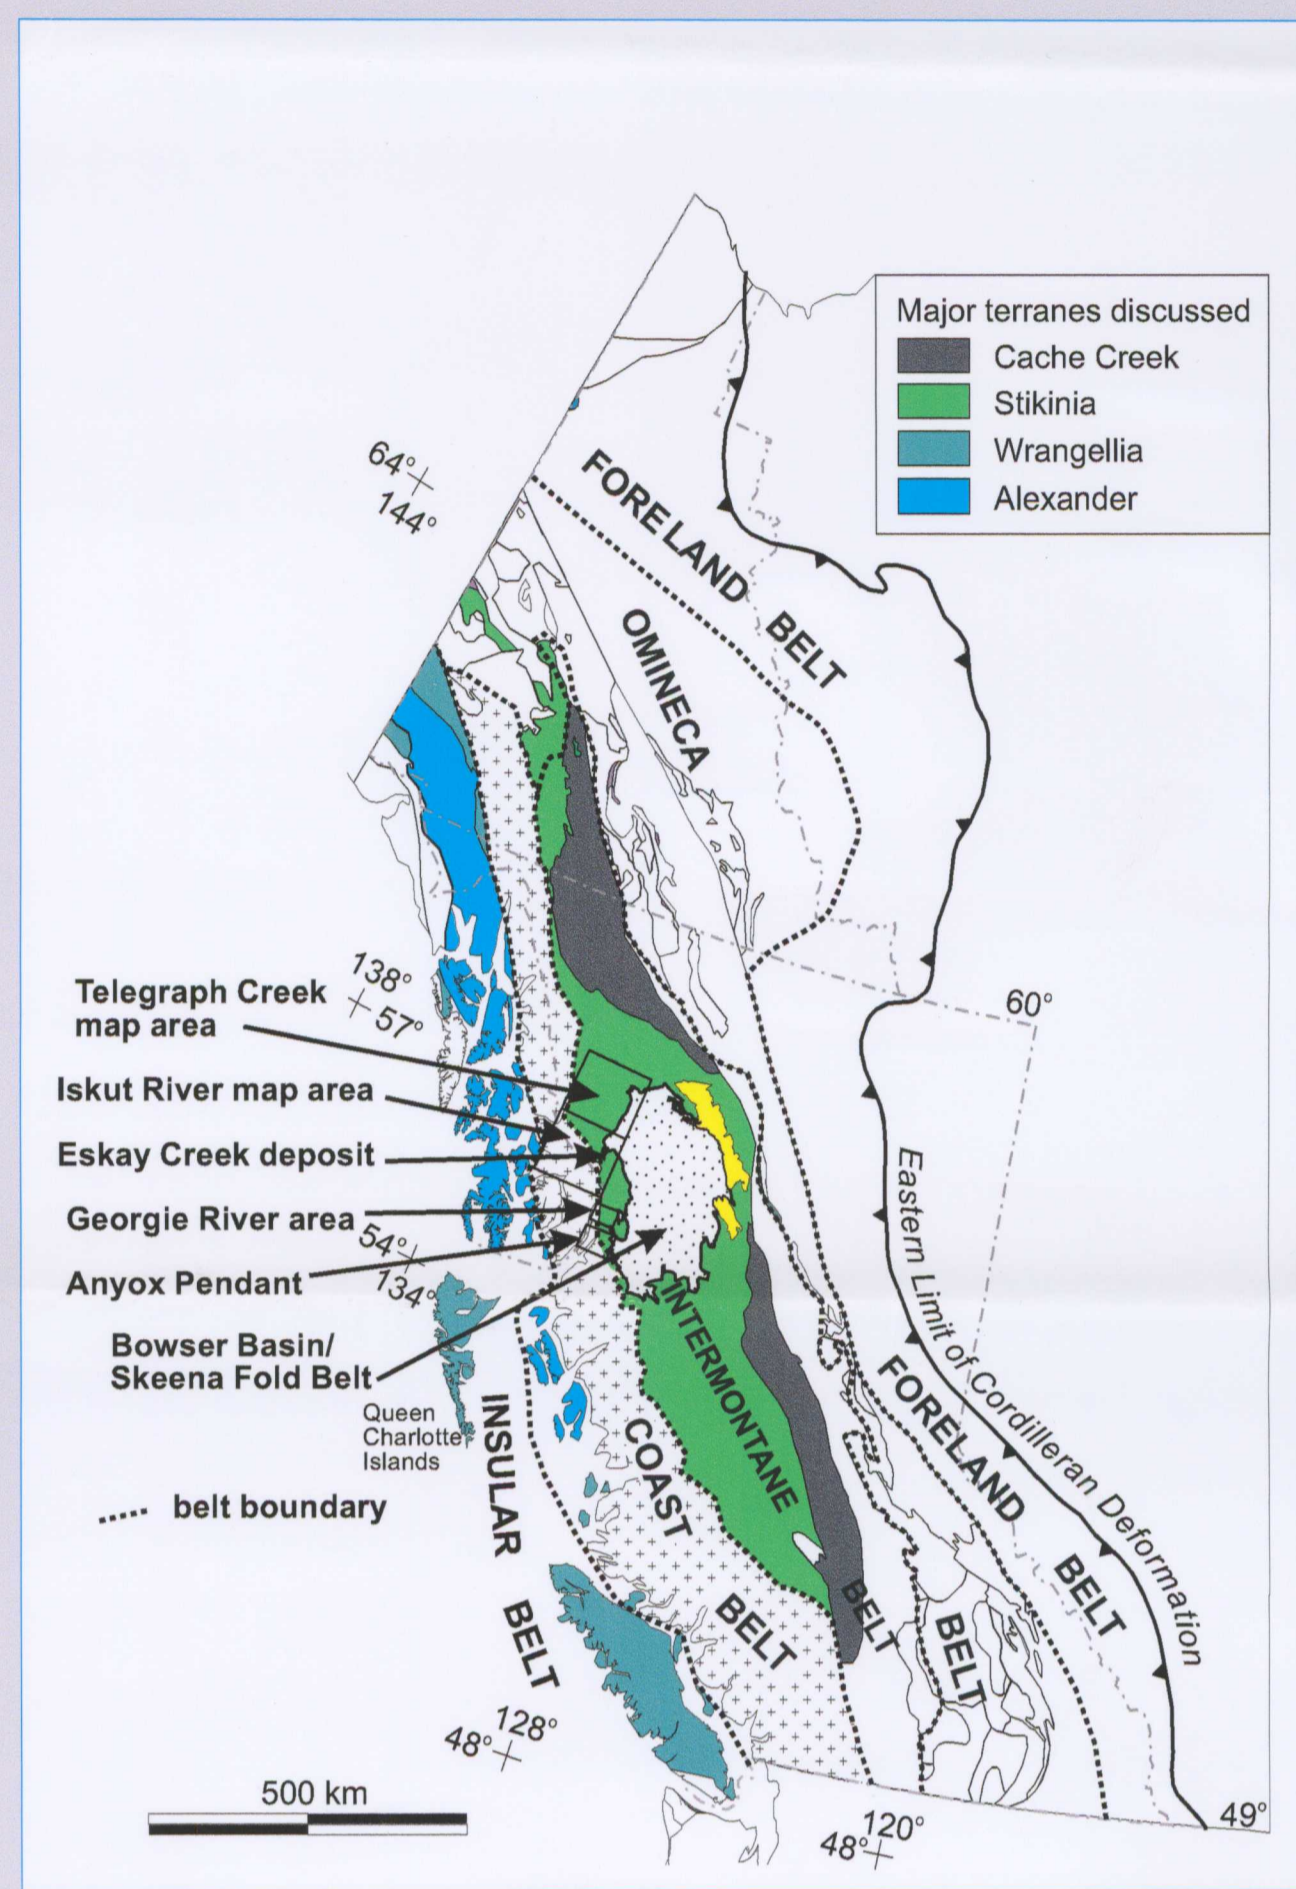 Major terranes discussed
Cache Creek
Stikinia
Wrangellia
Alexander
64°
144°
FORELAND BELT
OMINECA
138°
57°
60°
Telegraph Creek
map area
Iskut River map area
Eskay Creek deposit
Georgie River area
54°
134°
Anyox Pendant
Bowser Basin/
Skeena Fold Belt
Queen
Charlotte
Islands
belt boundary
INSULAR BELT
COAST BELT
INTERMONTANE BELT
BELT
FORELAND BELT
Eastern Limit of Cordilleran Deformation
128°
48°
500 km
120°
48°
49°